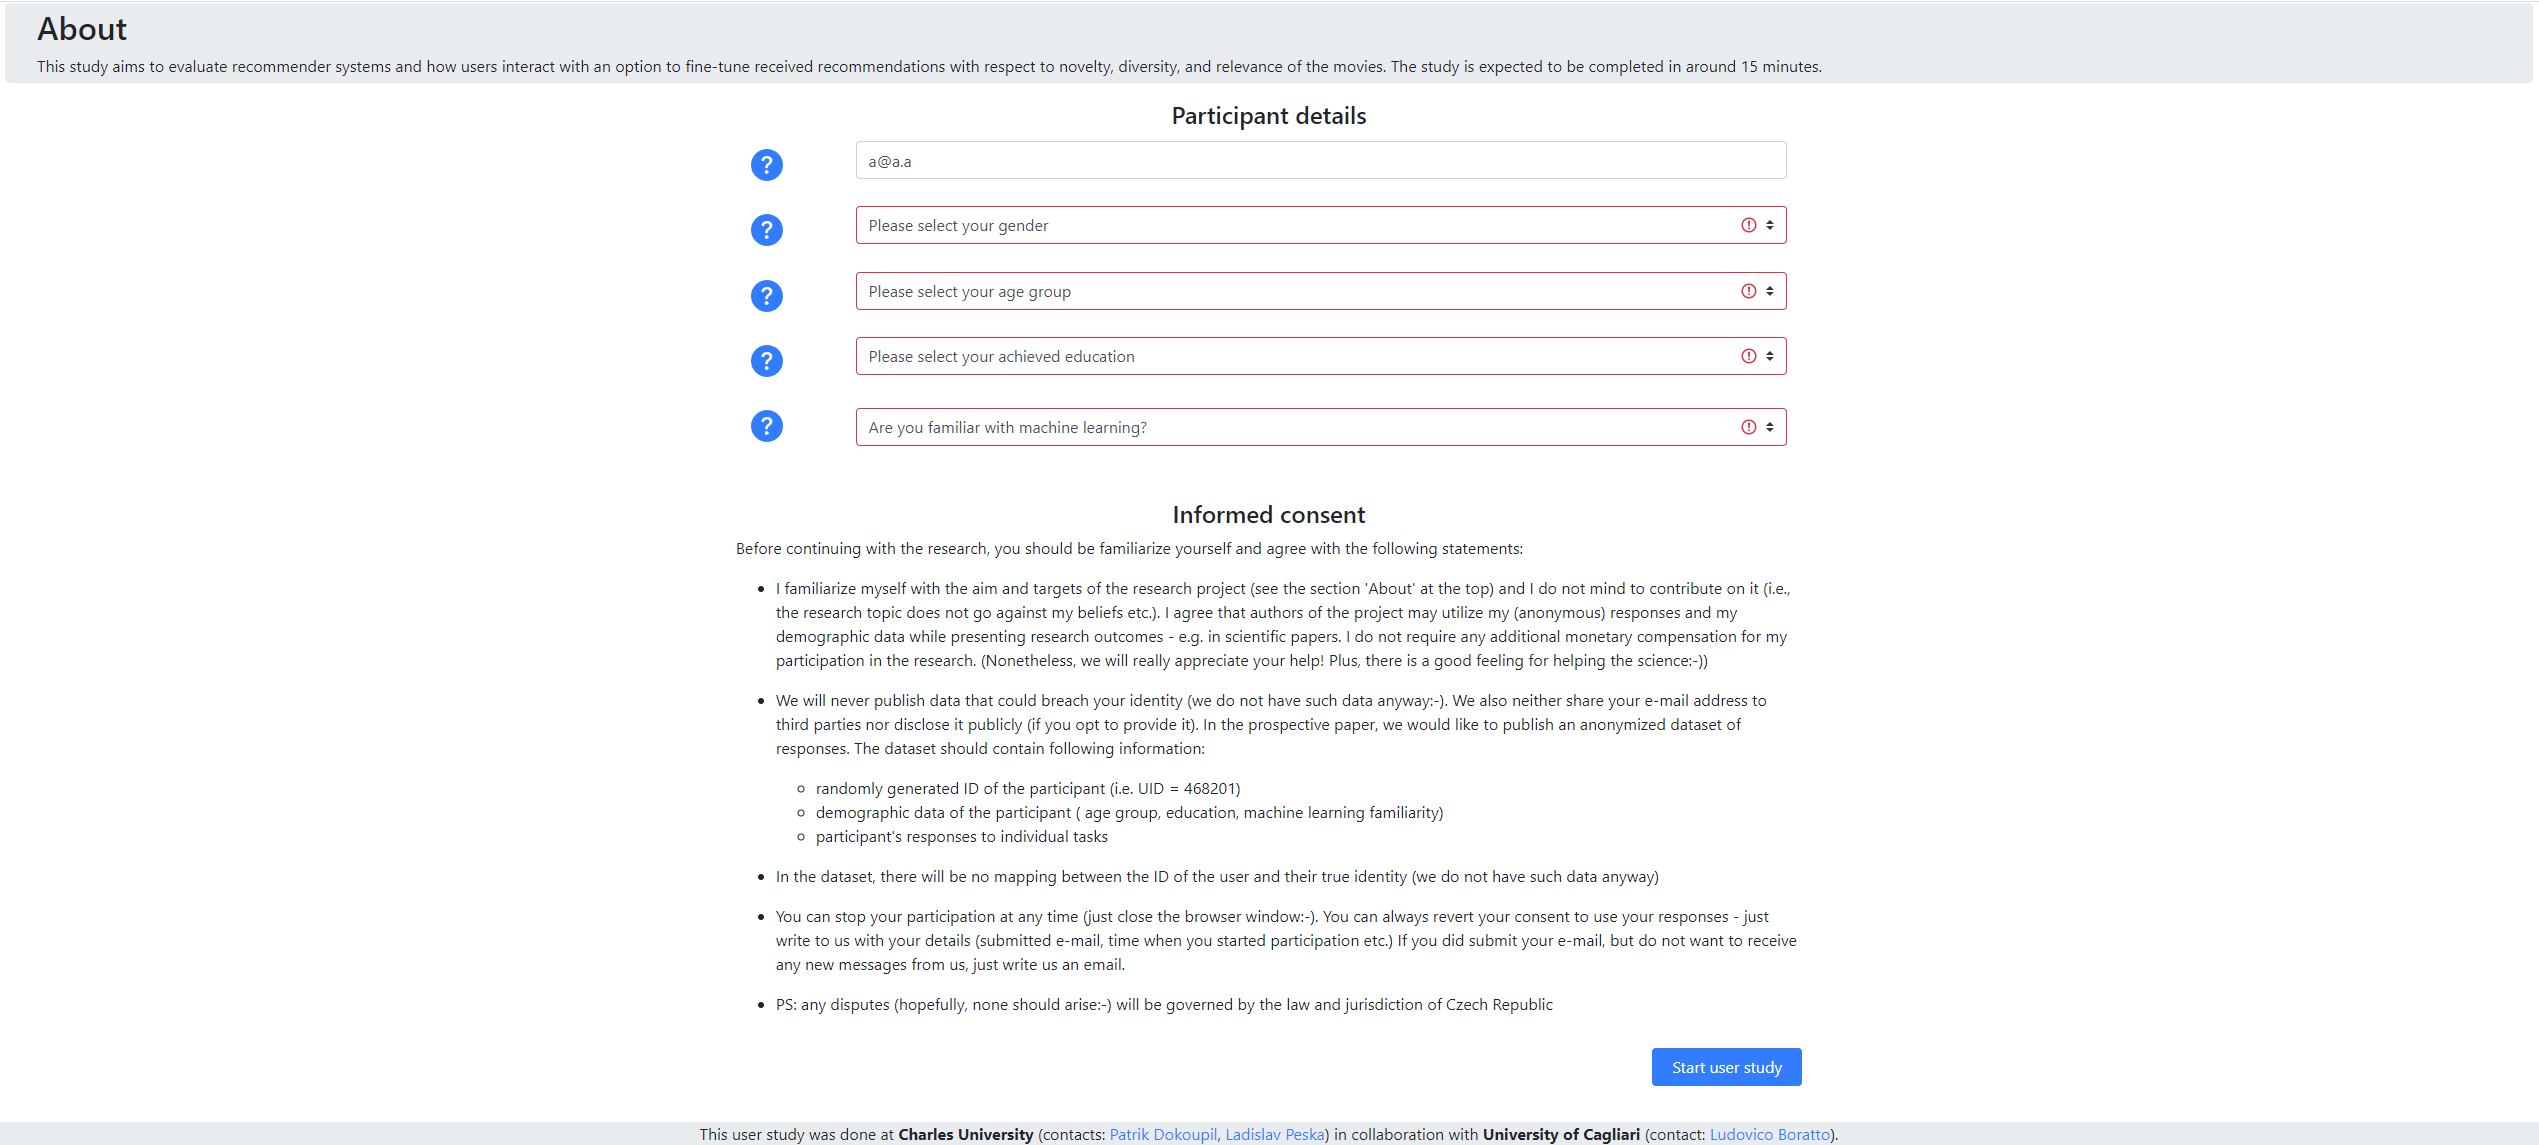 About
This study aims to evaluate recommender systems and how users interact with an option to fine-tune received recommendations with respect to novelty, diversity, and relevance of the movies. The study is expected to be completed in around 15 minutes.
Participant details
? a@a.a
? Please select your gender
? Please select your age group
? Please select your achieved education
? Are you familiar with machine learning?
Informed consent
Before continuing with the research, you should be familiarize yourself and agree with the following statements:
• I familiarize myself with the aim and targets of the research project (see the section 'About' at the top) and I do not mind to contribute on it (i.e.,
the research topic does not go against my beliefs etc.). I agree that authors of the project may utilize my (anonymous) responses and my
demographic data while presenting research outcomes - e.g. in scientific papers. I do not require any additional monetary compensation for my
participation in the research. (Nonetheless, we will really appreciate your help! Plus, there is a good feeling for helping the science:-))
• We will never publish data that could breach your identity (we do not have such data anyway:-). We also neither share your e-mail address to
third parties nor disclose it publicly (if you opt to provide it). In the prospective paper, we would like to publish an anonymized dataset of
responses. The dataset should contain following information:
◦ randomly generated ID of the participant (i.e. UID = 468201)
◦ demographic data of the participant ( age group, education, machine learning familiarity)
◦ participant's responses to individual tasks
• In the dataset, there will be no mapping between the ID of the user and their true identity (we do not have such data anyway)
• You can stop your participation at any time (just close the browser window:-). You can always revert your consent to use your responses - just
write to us with your details (submitted e-mail, time when you started participation etc.) If you did submit your e-mail, but do not want to receive
any new messages from us, just write us an email.
• PS: any disputes (hopefully, none should arise:-) will be governed by the law and jurisdiction of Czech Republic
Start user study
This user study was done at Charles University (contacts: Patrik Dokoupil, Ladislav Peska) in collaboration with University of Cagliari (contact: Ludovico Boratto).